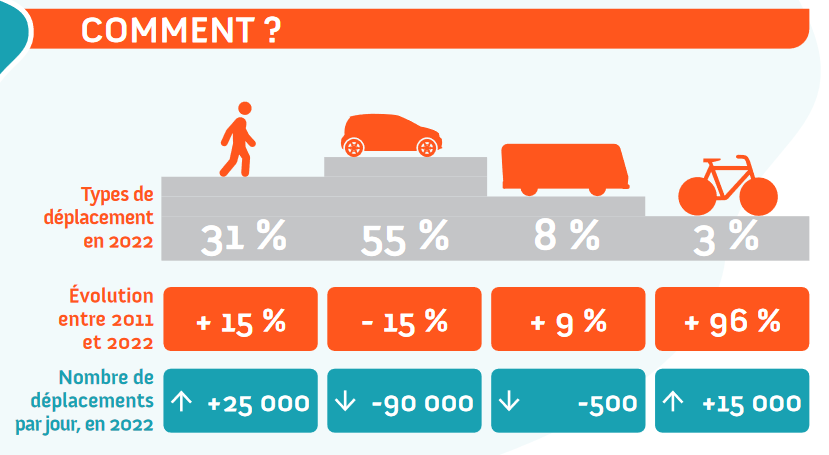 COMMENT ?
Types de
déplacement
en 2022
31 % 55 % 8 % 3 %
Évolution
entre 2011
et 2022
+ 15 % - 15 % + 9 % + 96 %
Nombre de
déplacements
par jour, en 2022
↑ +25 000 ↓ -90 000 ↓ -500 ↑ +15 000